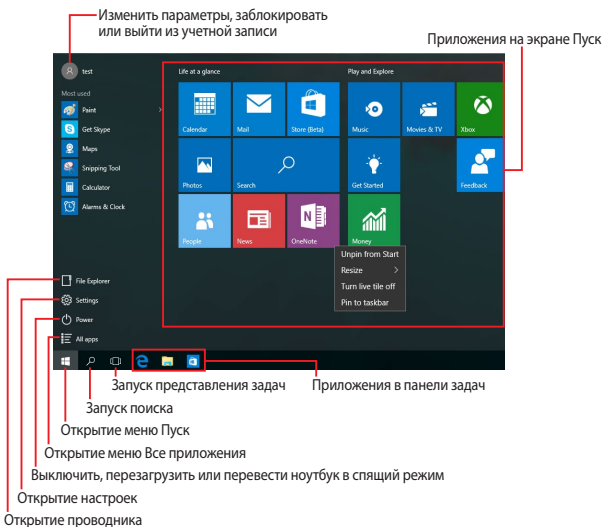 Изменить параметры, заблокировать
или выйти из учетной записи
Приложения на экране Пуск
test
Life at a glance
Play and Explore
Most used
Paint
Get Skype
Maps
Snipping Tool
Calculator
Alarms & Clock
Calendar
Mail
Store (Beta)
Music
Movies & TV
Xbox
Photos
Search
Get Started
Feedback
People
News
OneNote
Money
Unpin from Start
Resize
Turn live tile off
Pin to taskbar
File Explorer
Settings
Power
All apps
Запуск представления задач
Приложения в панели задач
Запуск поиска
Открытие меню Пуск
Открытие меню Все приложения
Выключить, перезагрузить или перевести ноутбук в спящий режим
Открытие настроек
Открытие проводника